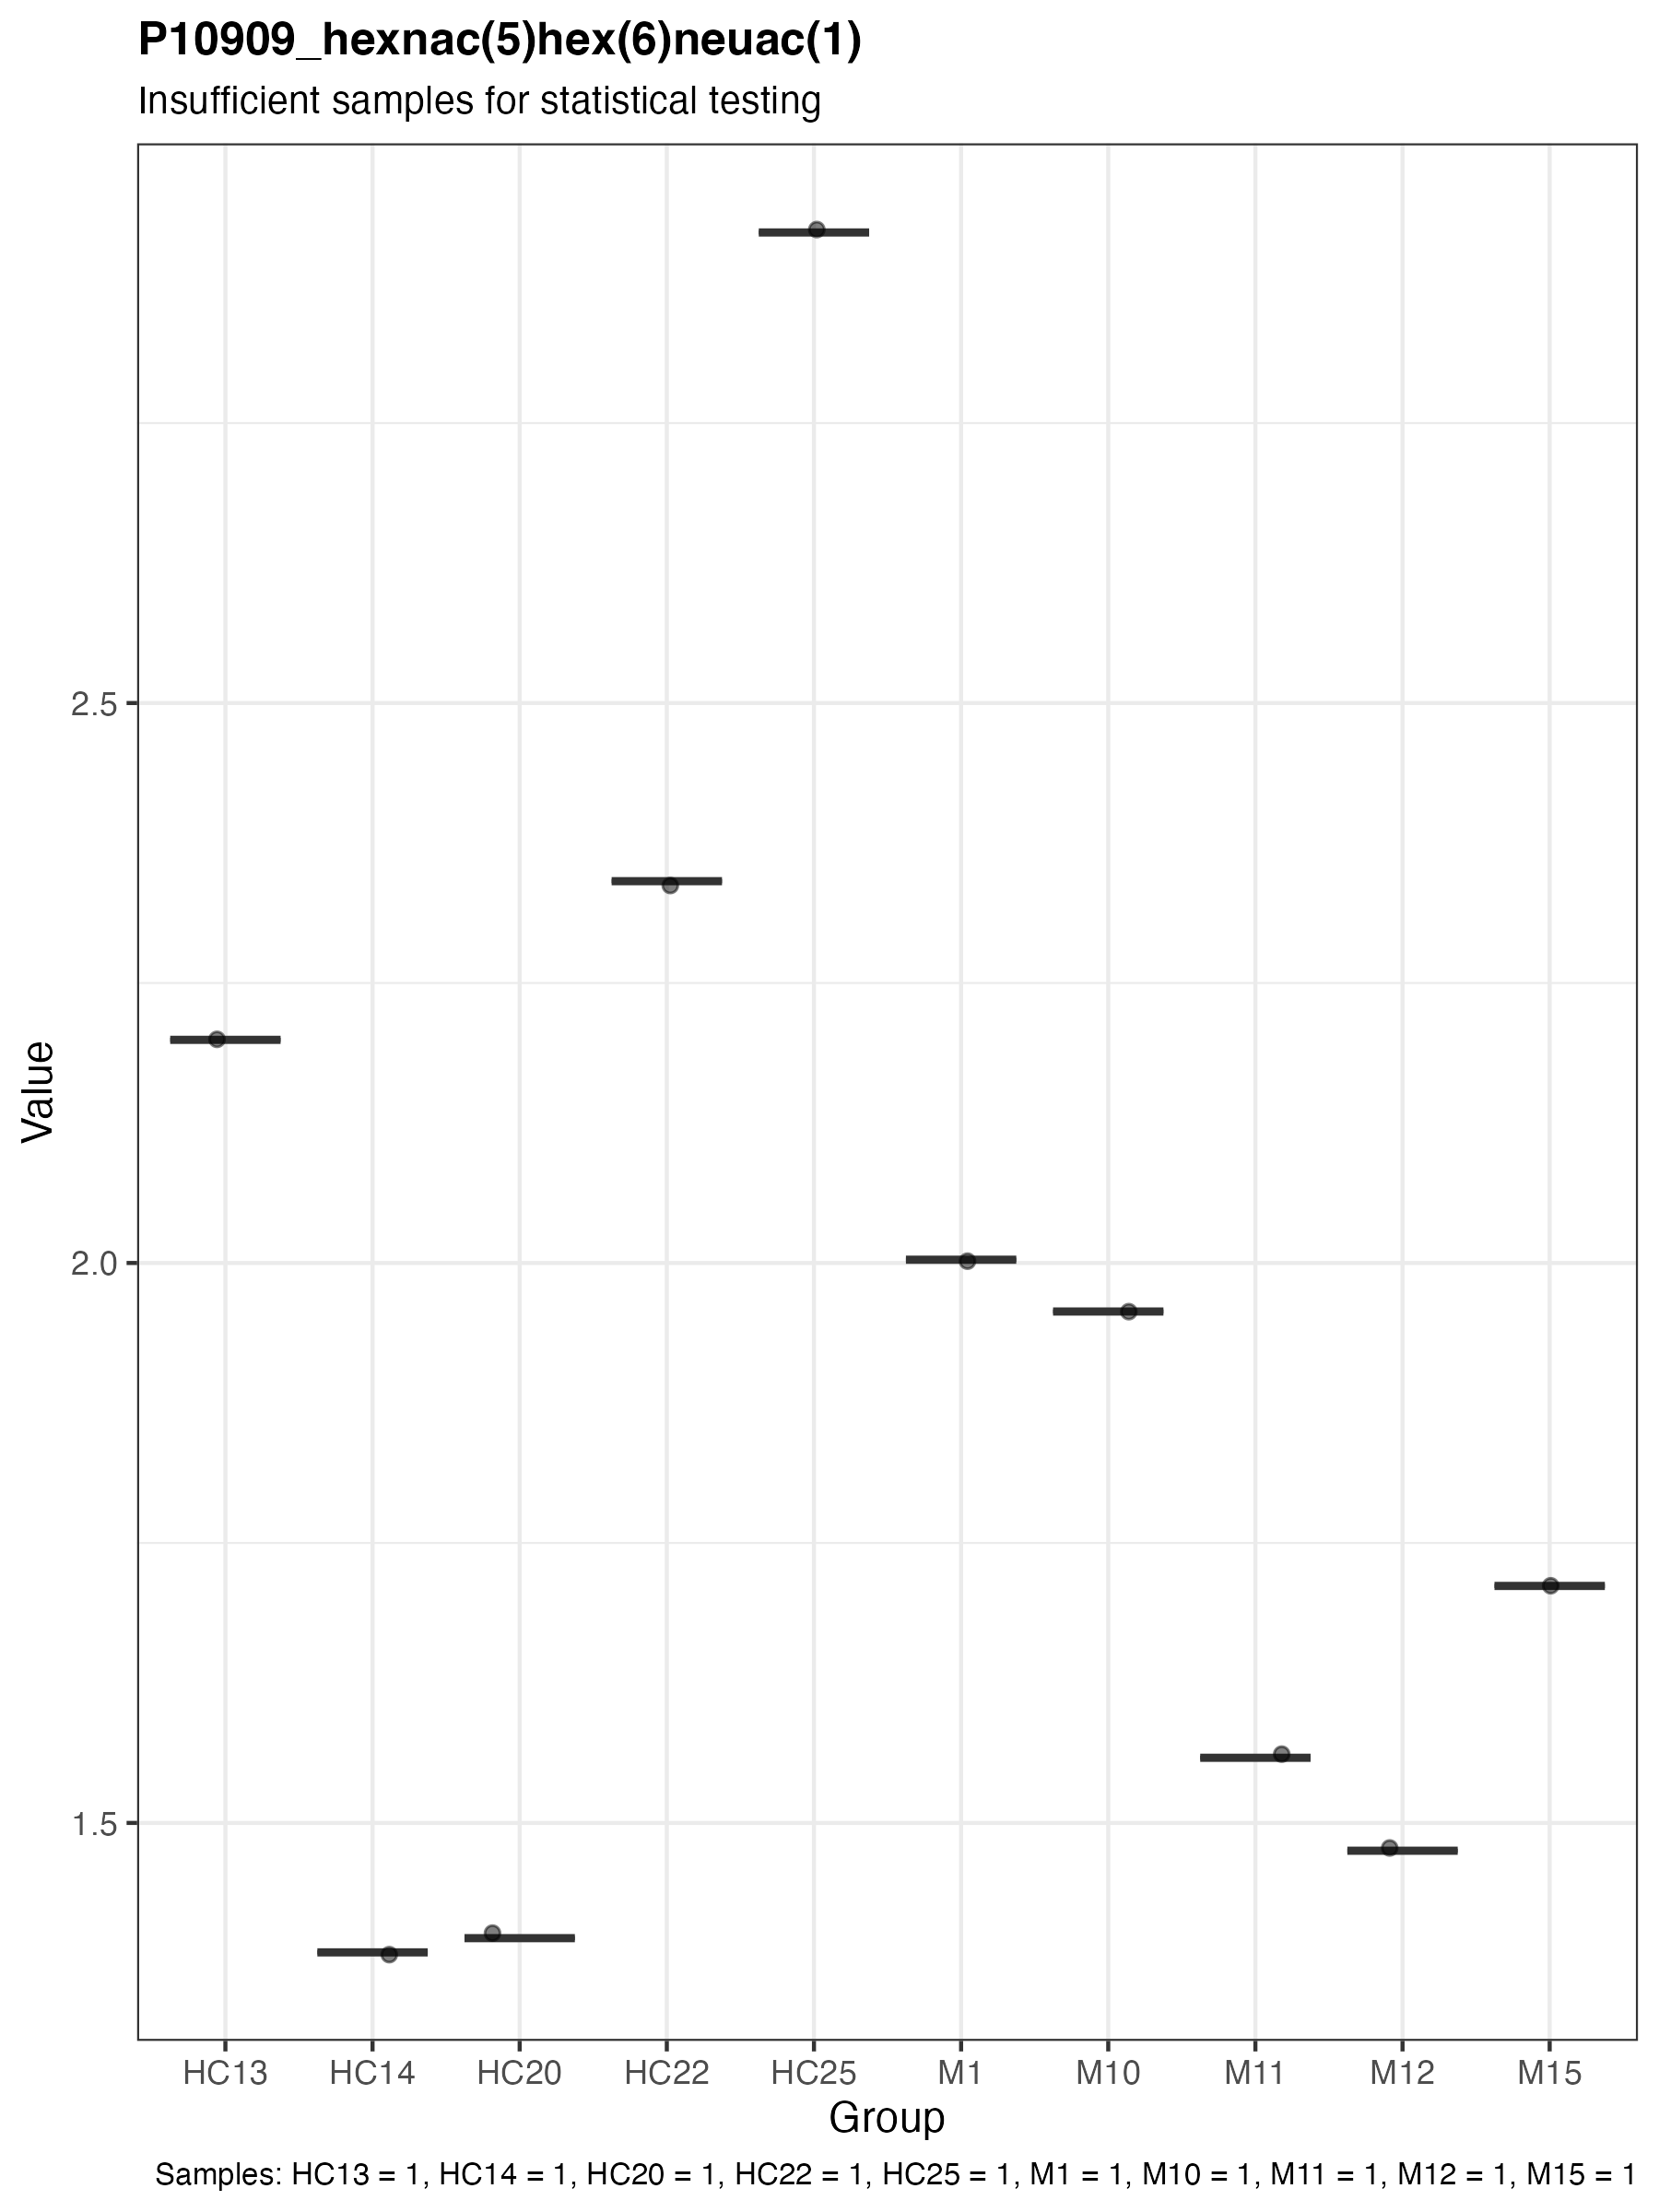 P10909_hexnac(5)hex(6)neuac(1)
Insufficient samples for statistical testing
2.5
2.0
1.5
Value
HC13 HC14 HC20 HC22 HC25 M1 M10 M11 M12 M15
Group
Samples: HC13 = 1, HC14 = 1, HC20 = 1, HC22 = 1, HC25 = 1, M1 = 1, M10 = 1, M11 = 1, M12 = 1, M15 = 1